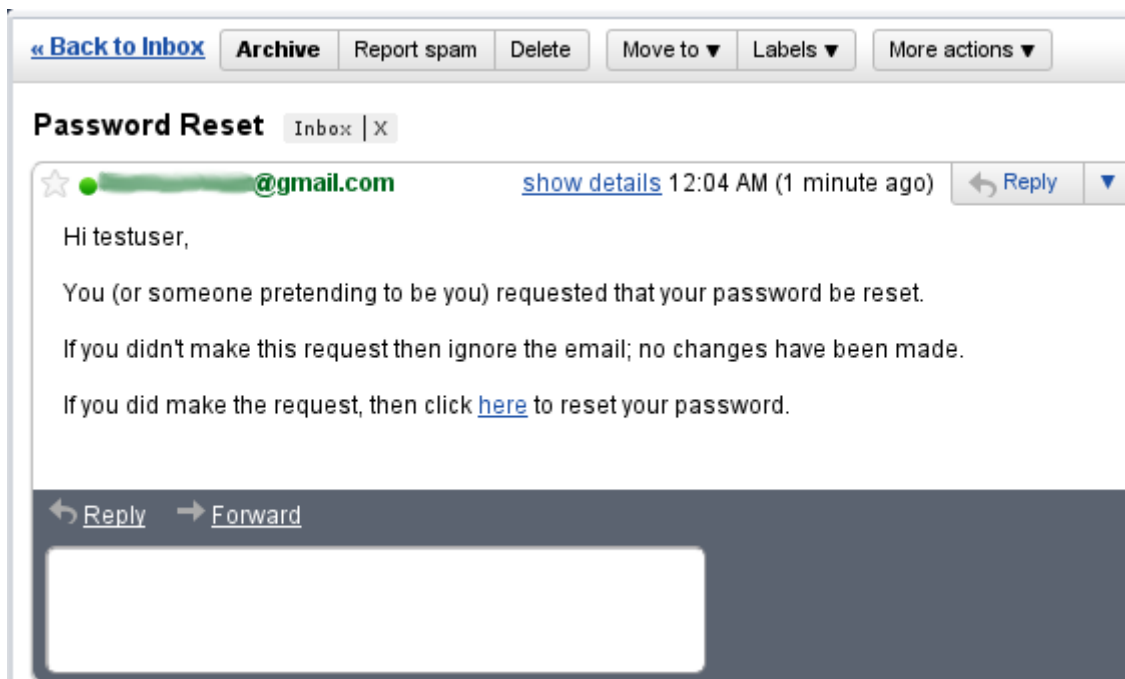 « Back to Inbox Archive Report spam Delete Move to ▼ Labels ▼ More actions ▼
Password Reset Inbox | X
@gmail.com show details 12:04 AM (1 minute ago) Reply ▼
Hi testuser,
You (or someone pretending to be you) requested that your password be reset.
If you didn't make this request then ignore the email; no changes have been made.
If you did make the request, then click here to reset your password.
Reply Forward